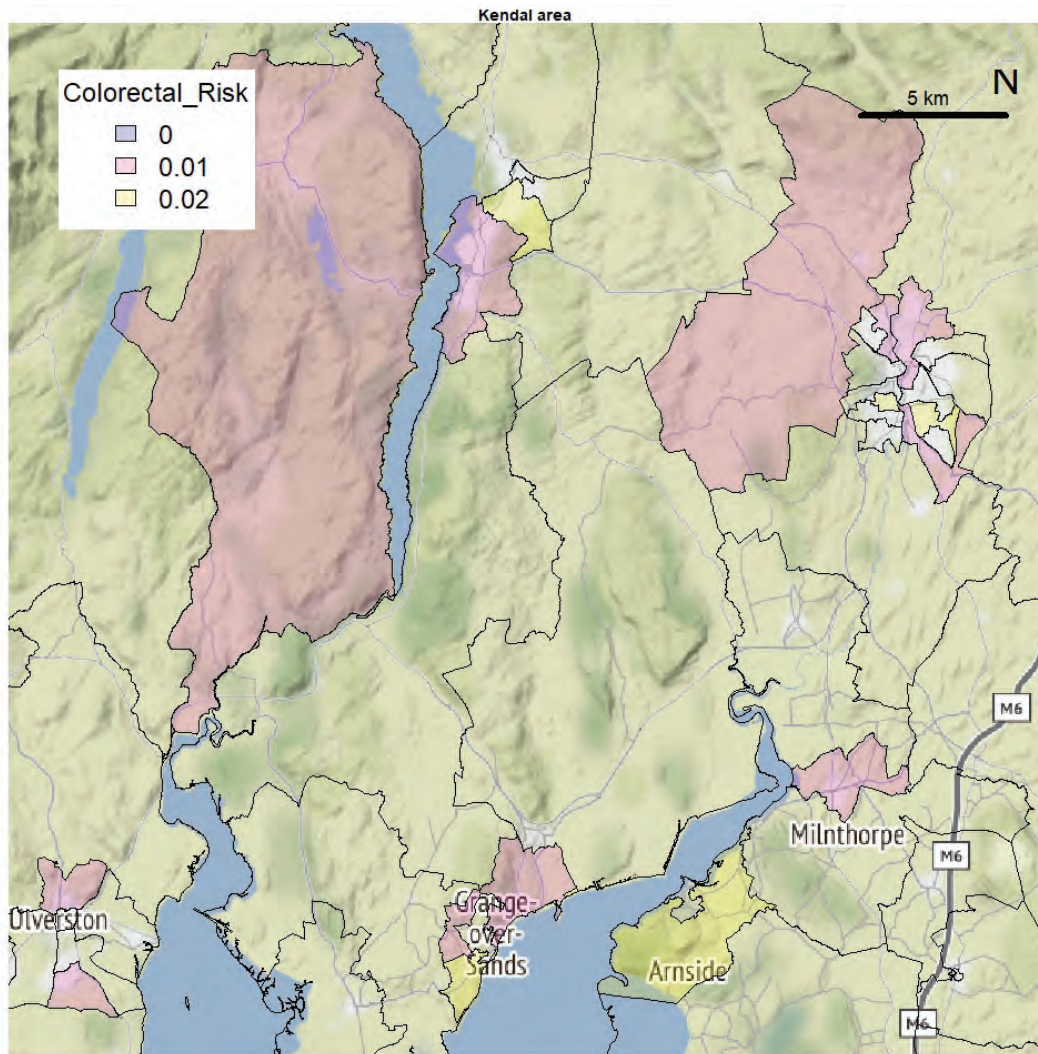 Kendal area
Colorectal_Risk
0
0.01
0.02
N
5 km
M6
Milnthorpe
M6
Ulverston
Grange-
over-
Sands
Arnside
M6